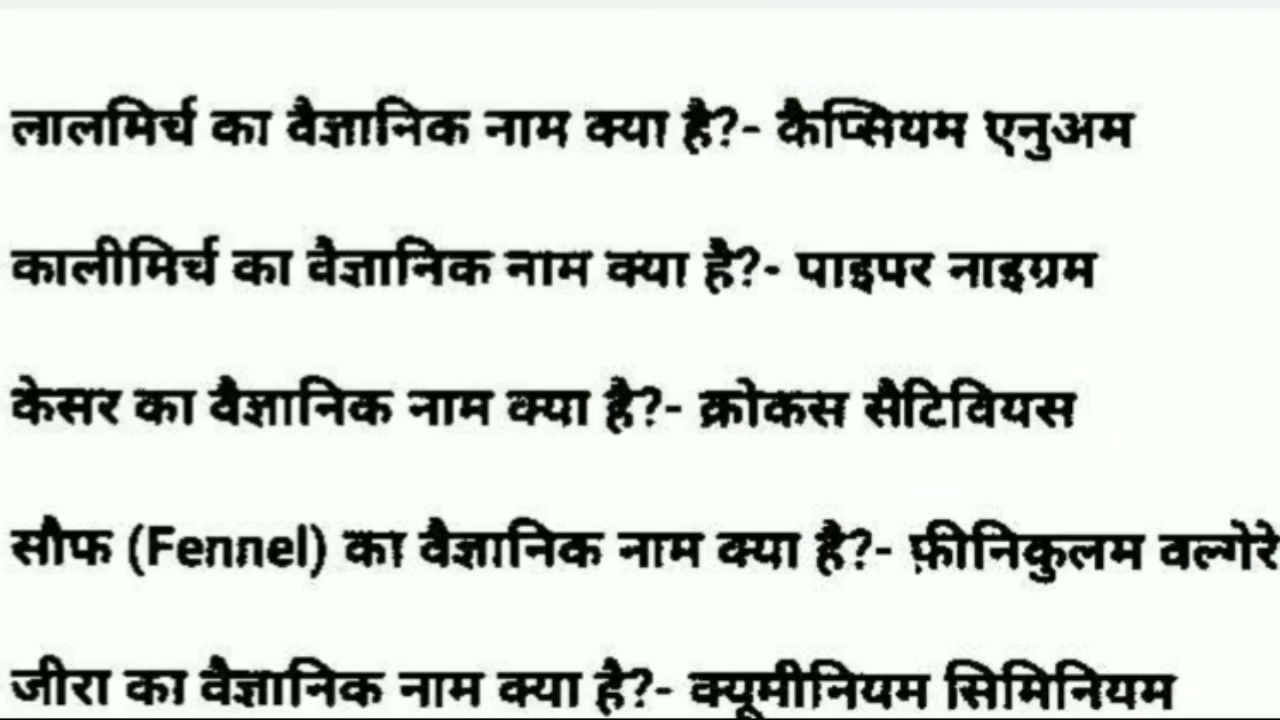 लालमिर्च का वैज्ञानिक नाम क्या है?- कैप्सियम एनुअम
कालीमिर्च का वैज्ञानिक नाम क्या है?- पाइपर नाइग्रम
केसर का वैज्ञानिक नाम क्या है?- क्रोकस सैटिवियस
सौफ (Fennel) का वैज्ञानिक नाम क्या है?- फ़ीनिकुलम वल्गेरे
जीरा का वैज्ञानिक नाम क्या है?- क्यूमीनियम सिमिनियम